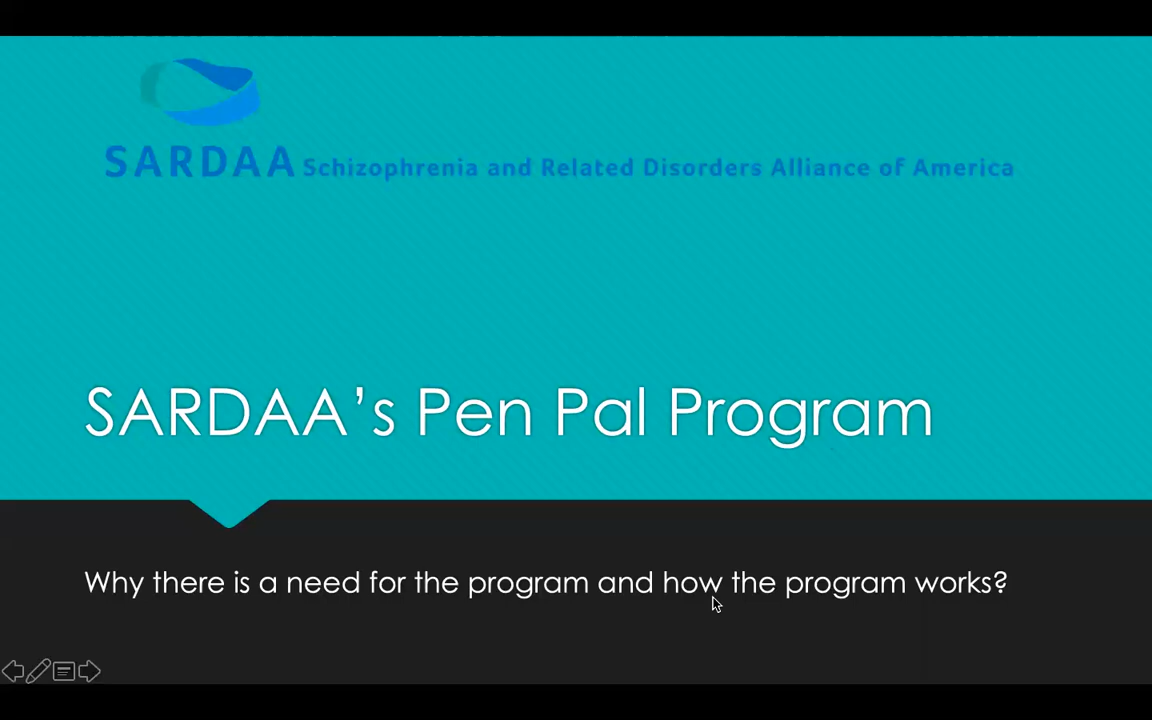 SARDAA Schizophrenia and Related Disorders Alliance of America
SARDAA’s Pen Pal Program
Why there is a need for the program and how the program works?